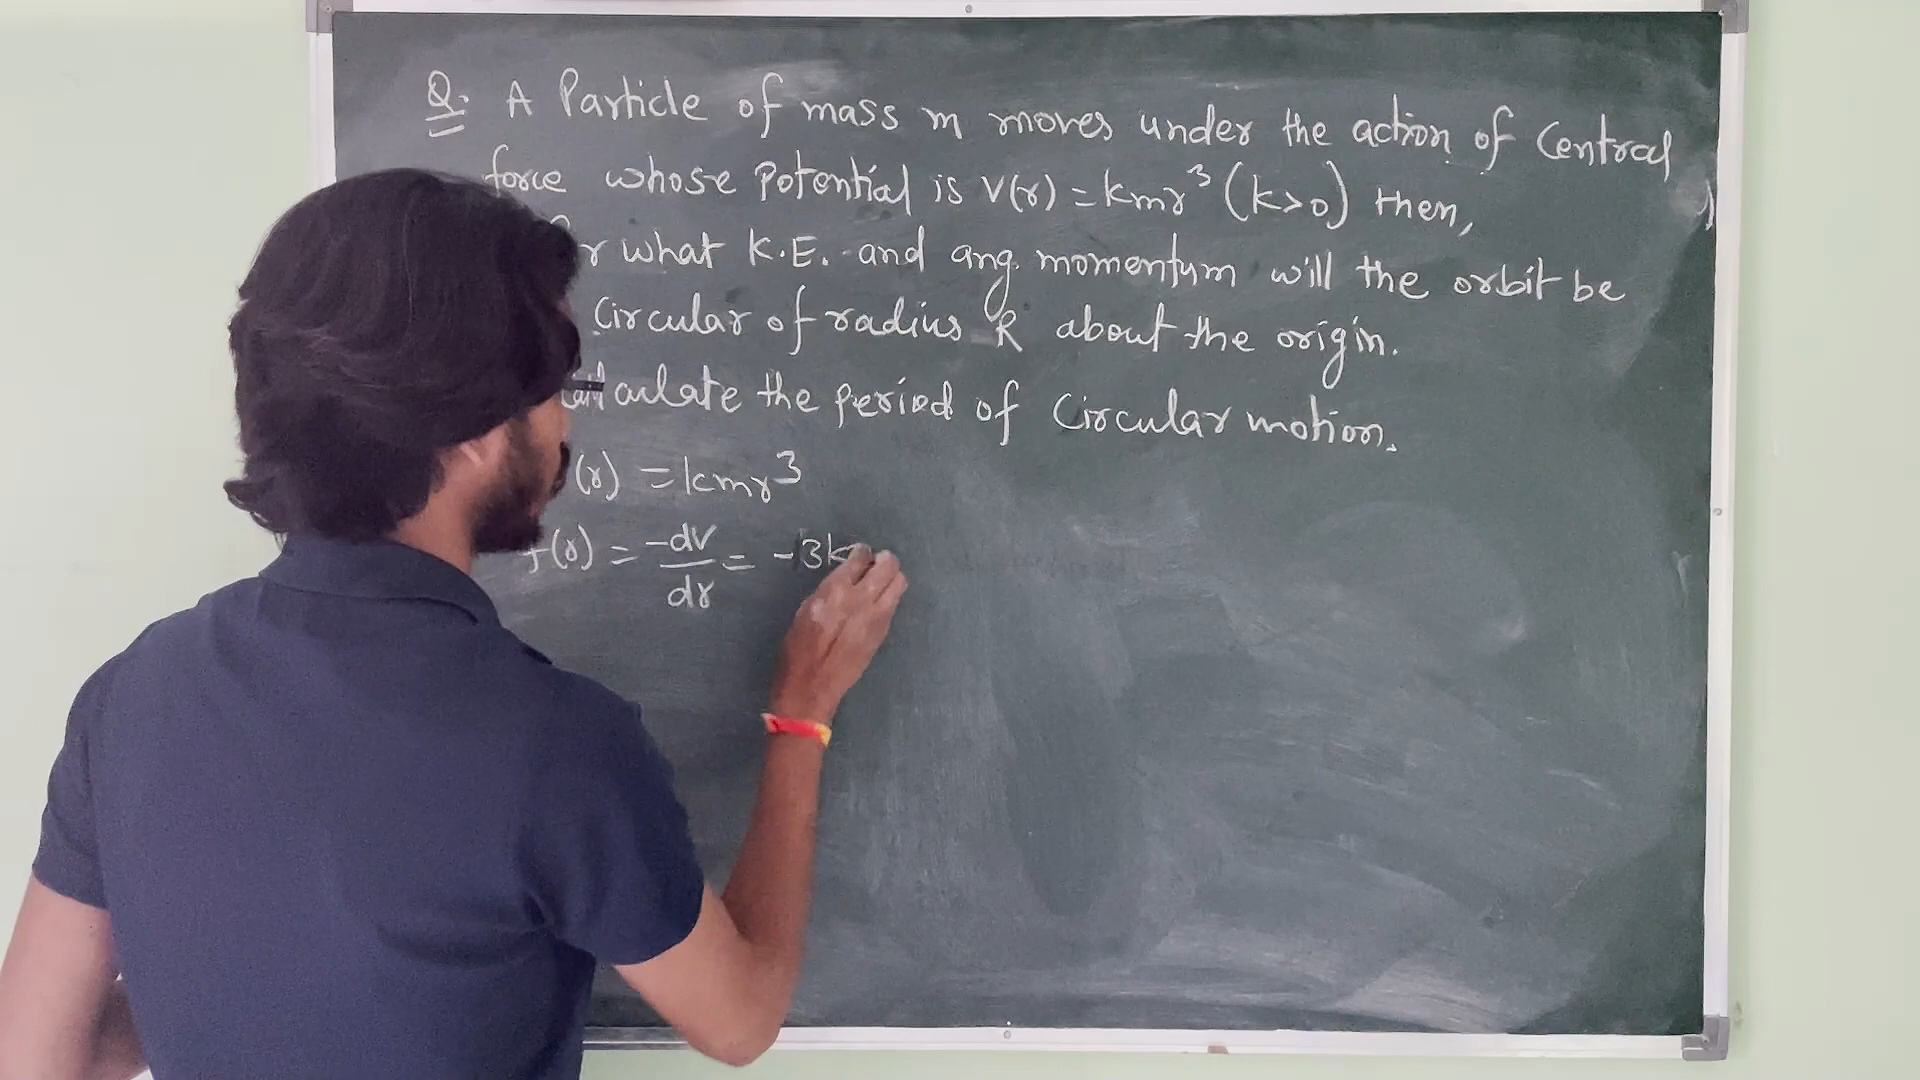 Q. A Particle of mass m moves under the action of Central
force whose Potential is V(r) = kmr³ (k>0) then,
what K.E. and ang. momentum will the orbit be
Circular of radius R about the origin.
the period of Circular motion.
(r) = kmr³
f(r) = -dV/dr = -3k